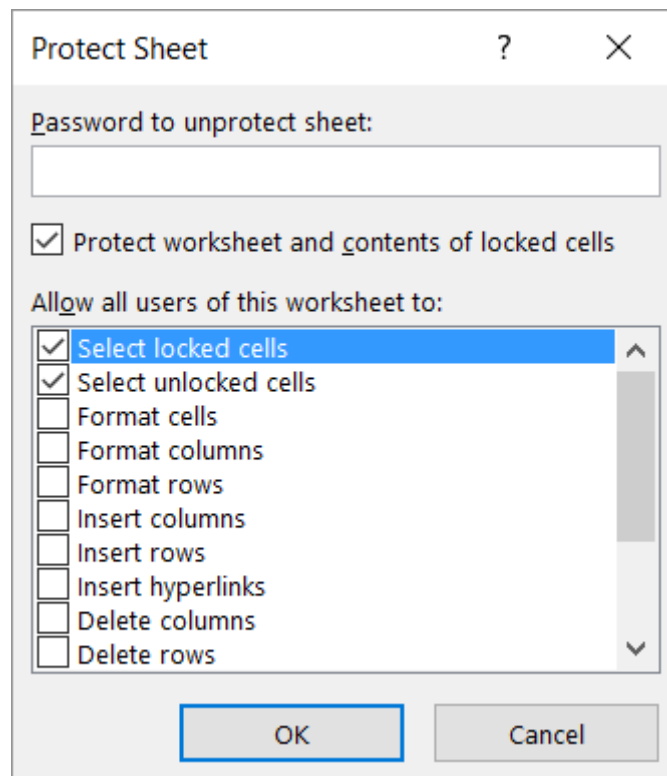 Protect Sheet ?
Password to unprotect sheet:
Protect worksheet and contents of locked cells
Allow all users of this worksheet to:
Select locked cells
Select unlocked cells
Format cells
Format columns
Format rows
Insert columns
Insert rows
Insert hyperlinks
Delete columns
Delete rows
OK Cancel